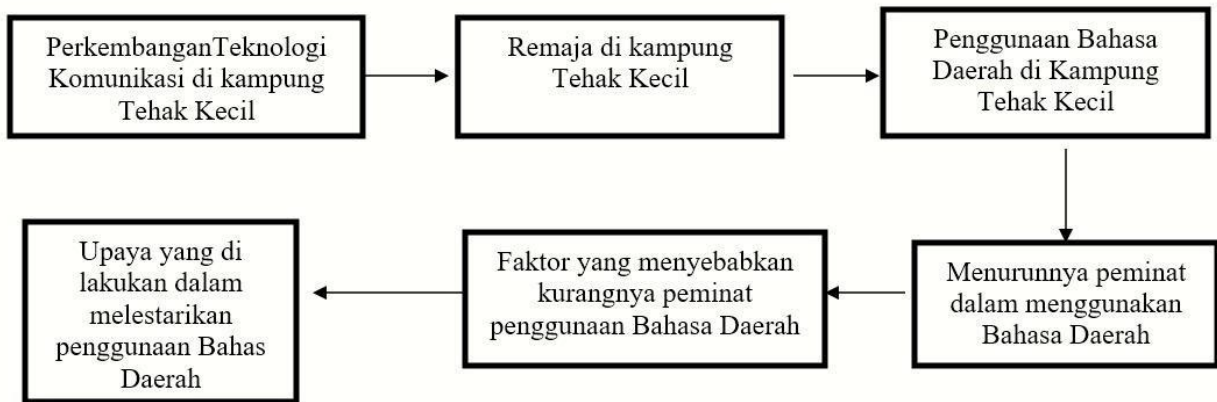 PerkembanganTeknologi
Komunikasi di kampung
Tehak Kecil
Remaja di kampung
Tehak Kecil
Penggunaan Bahasa
Daerah di Kampung
Tehak Kecil
Menurunnya peminat
dalam menggunakan
Bahasa Daerah
Faktor yang menyebabkan
kurangnya peminat
penggunaan Bahasa Daerah
Upaya yang di
lakukan dalam
melestarikan
penggunaan Bahas
Daerah